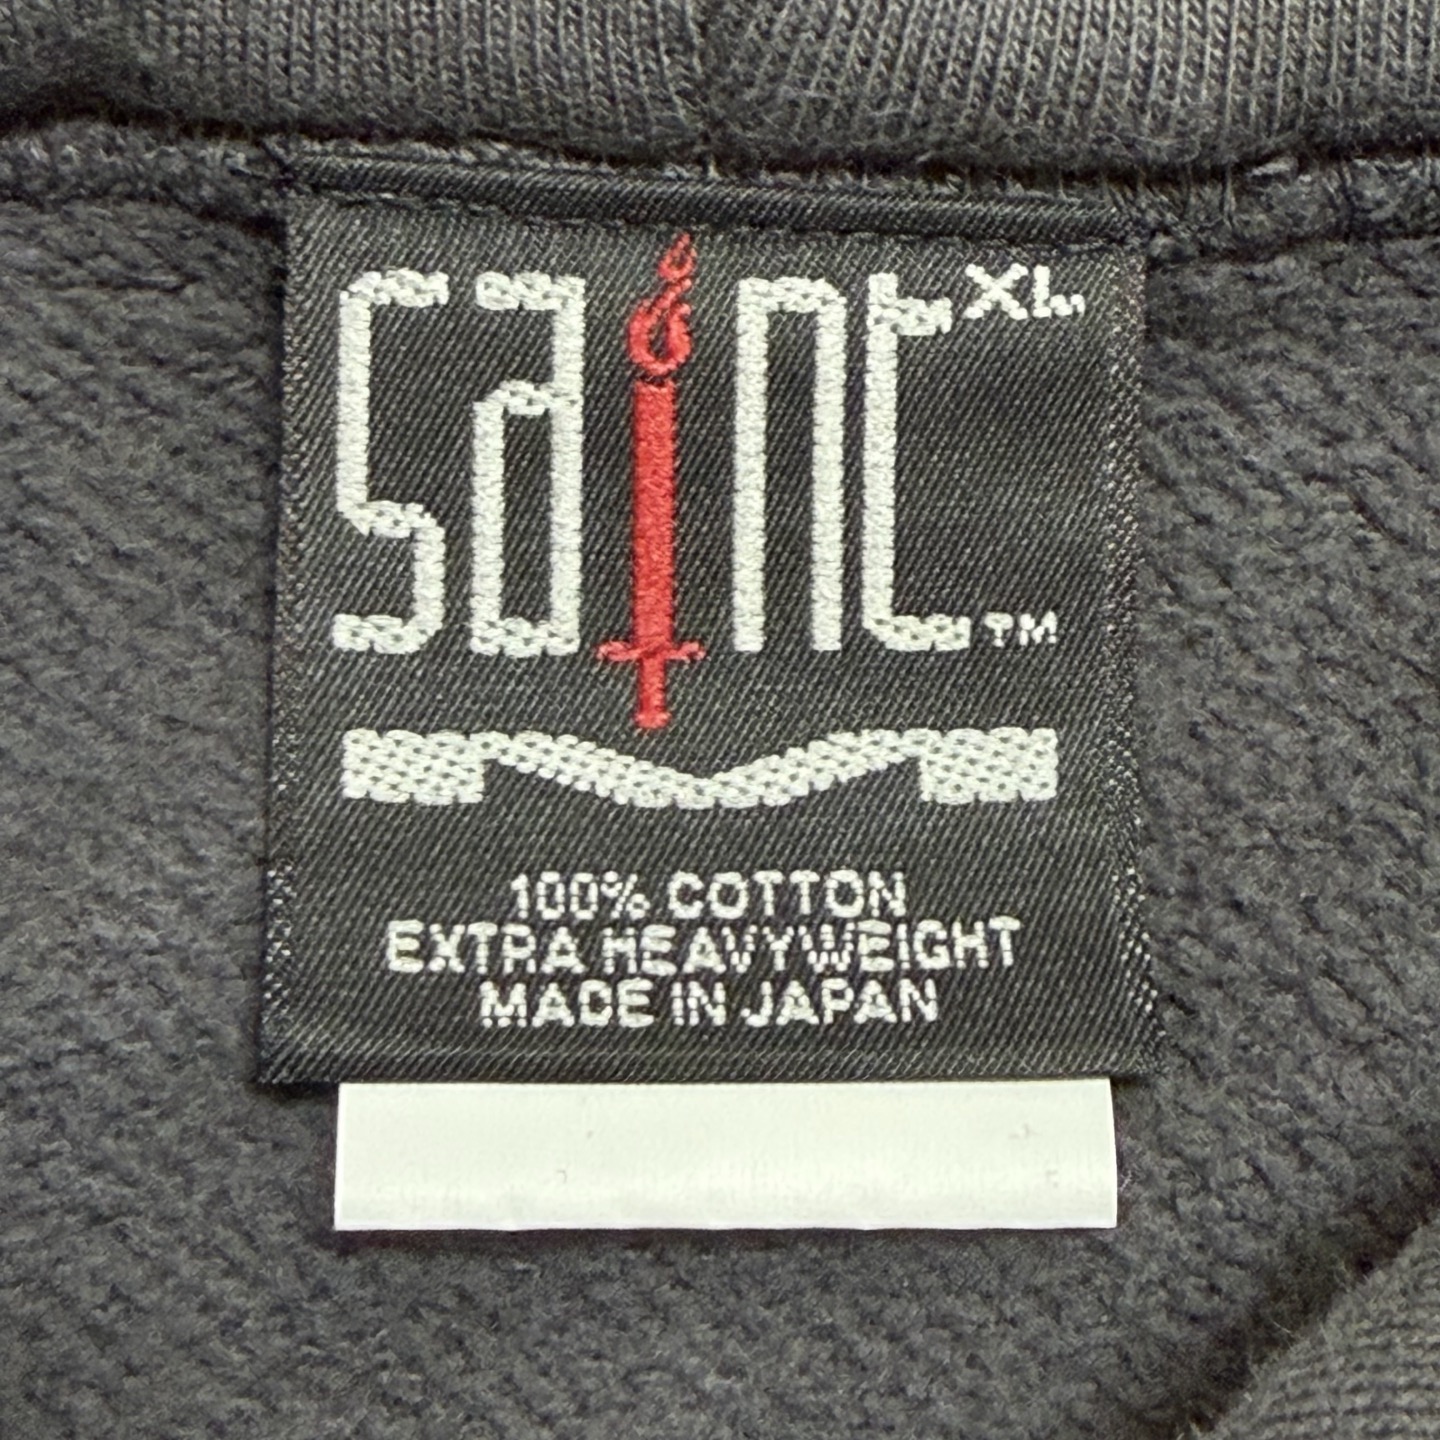 saint XL
™
100% COTTON
EXTRA HEAVYWEIGHT
MADE IN JAPAN